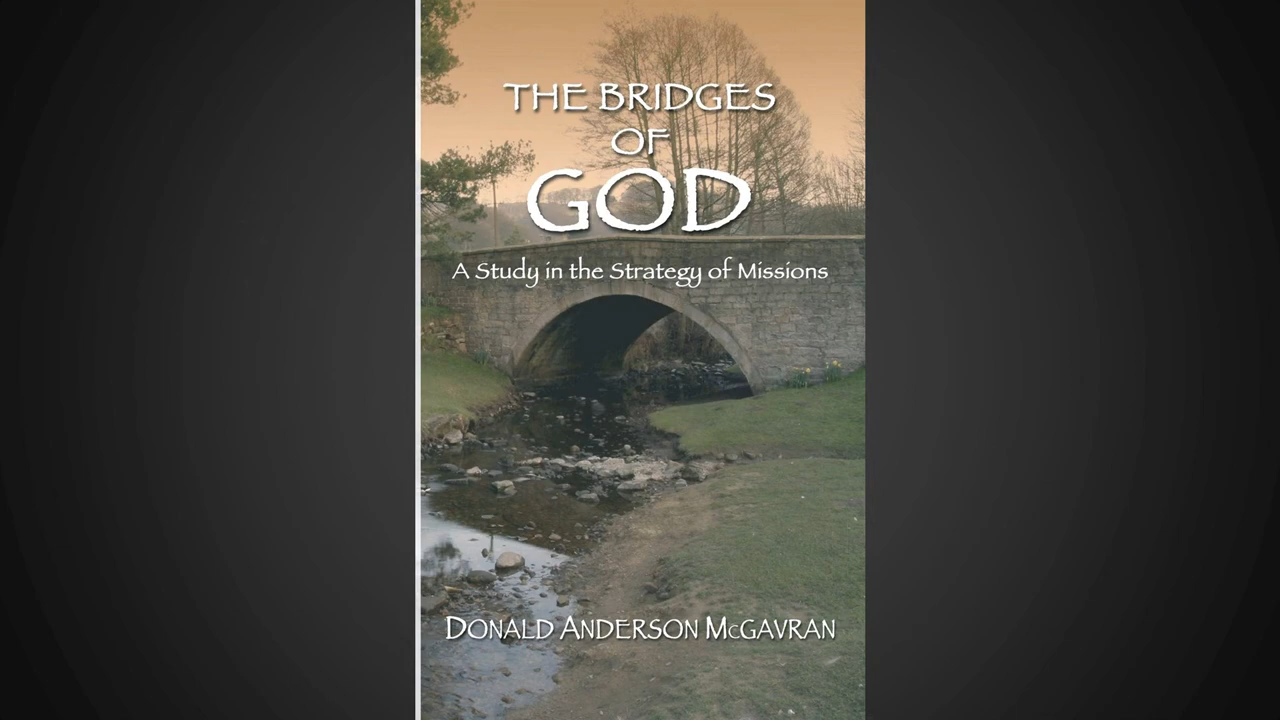 THE BRIDGES
OF
GOD
A Study in the Strategy of Missions
DONALD ANDERSON McGAVRAN